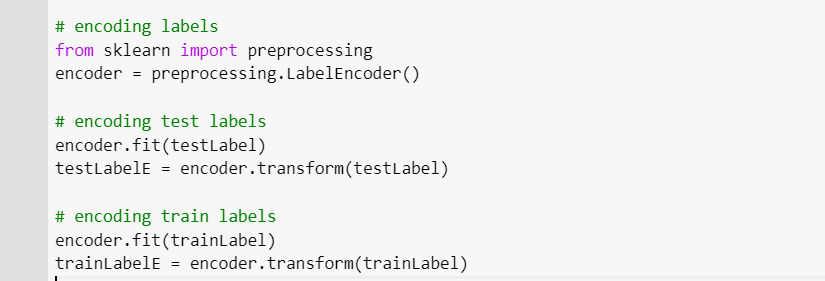 # encoding labels
from sklearn import preprocessing
encoder = preprocessing.LabelEncoder()
# encoding test labels
encoder.fit(testLabel)
testLabelE = encoder.transform(testLabel)
# encoding train labels
encoder.fit(trainLabel)
trainLabelE = encoder.transform(trainLabel)